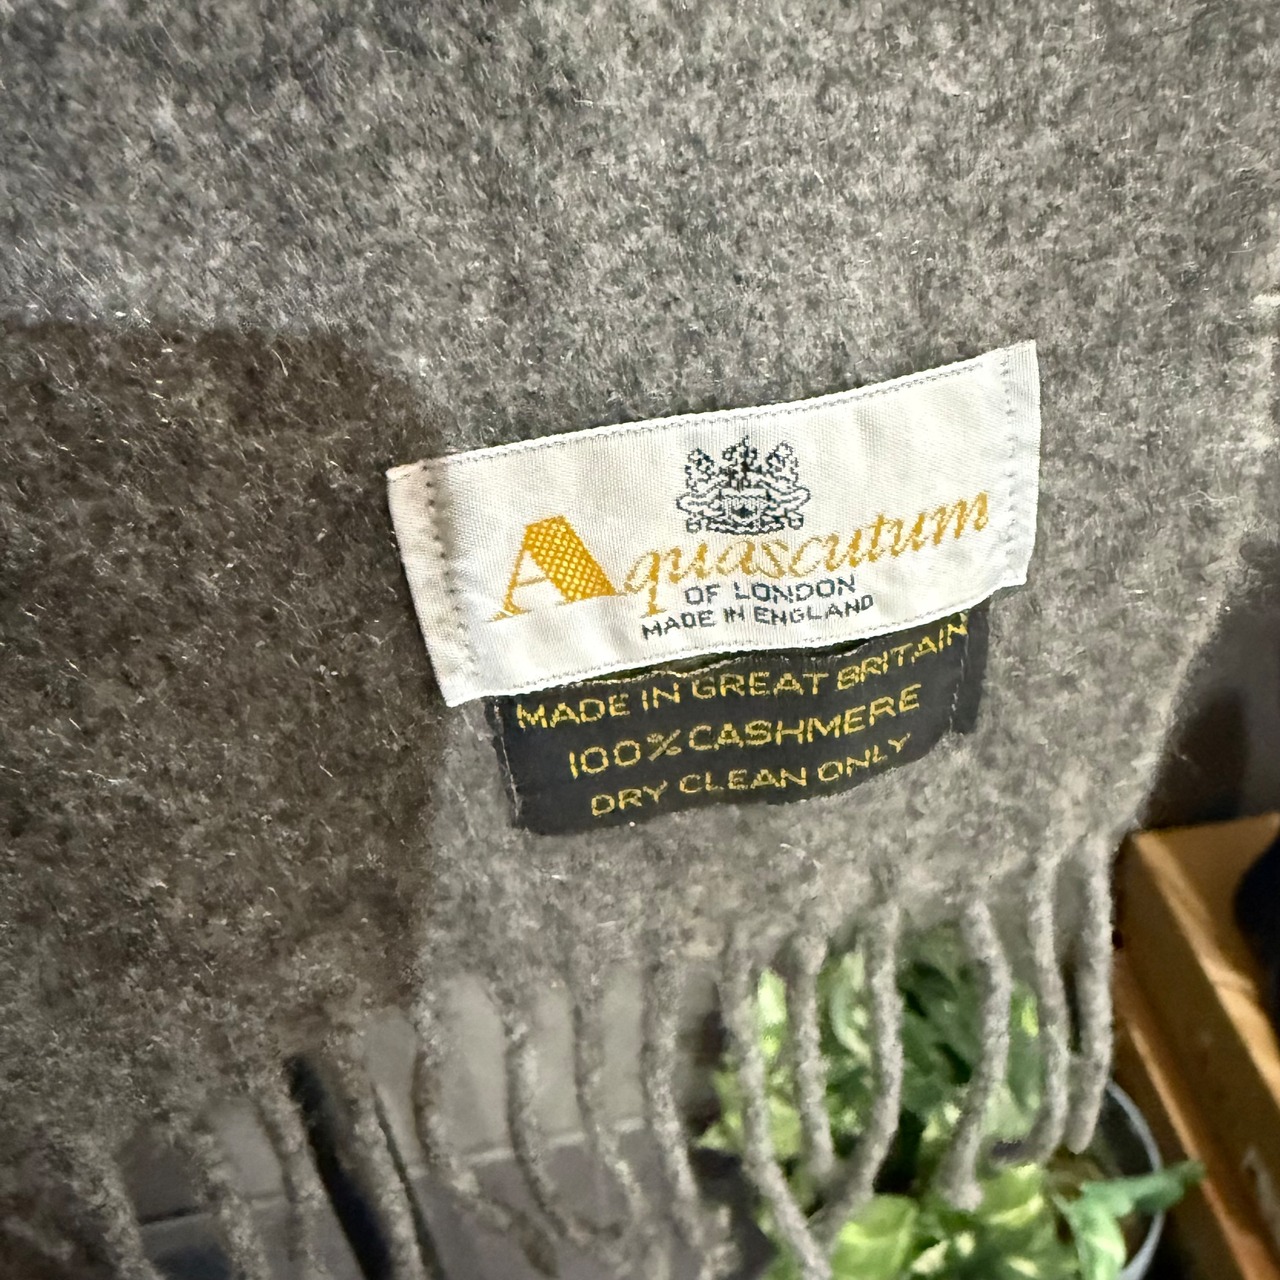 Aquascutum
OF LONDON
MADE IN ENGLAND
MADE IN GREAT BRITAIN
100% CASHMERE
DRY CLEAN ONLY